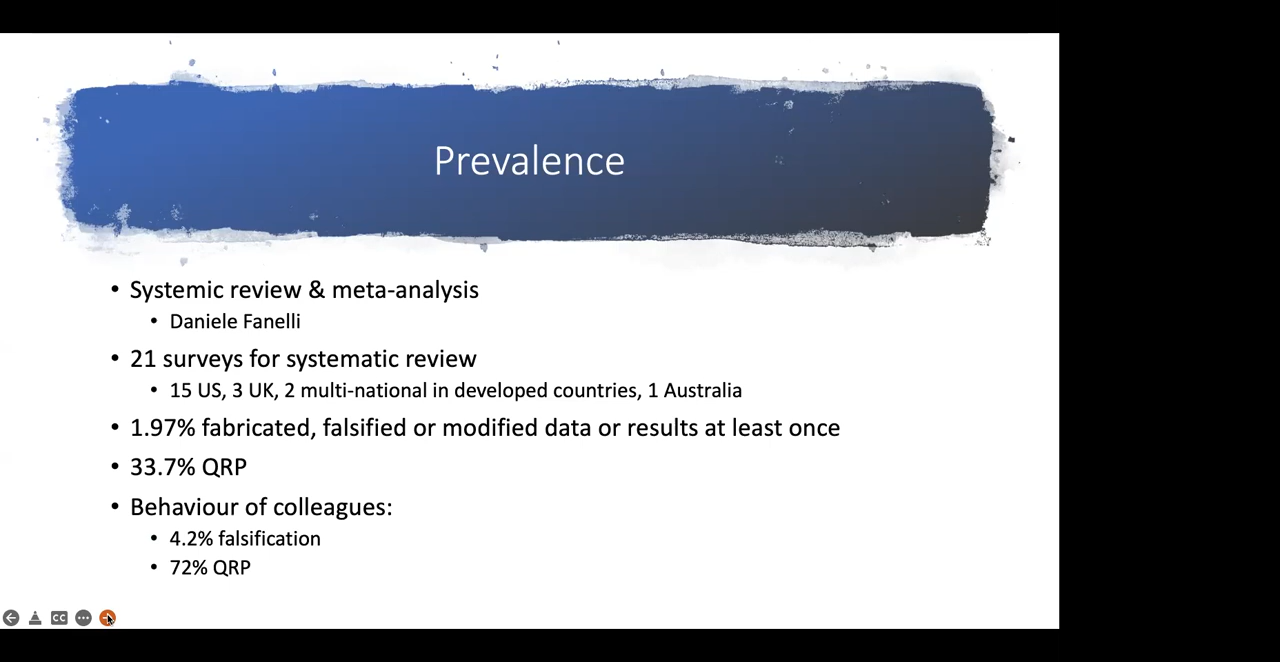 Prevalence
• Systemic review & meta-analysis
• Daniele Fanelli
• 21 surveys for systematic review
• 15 US, 3 UK, 2 multi-national in developed countries, 1 Australia
• 1.97% fabricated, falsified or modified data or results at least once
• 33.7% QRP
• Behaviour of colleagues:
• 4.2% falsification
• 72% QRP
CC